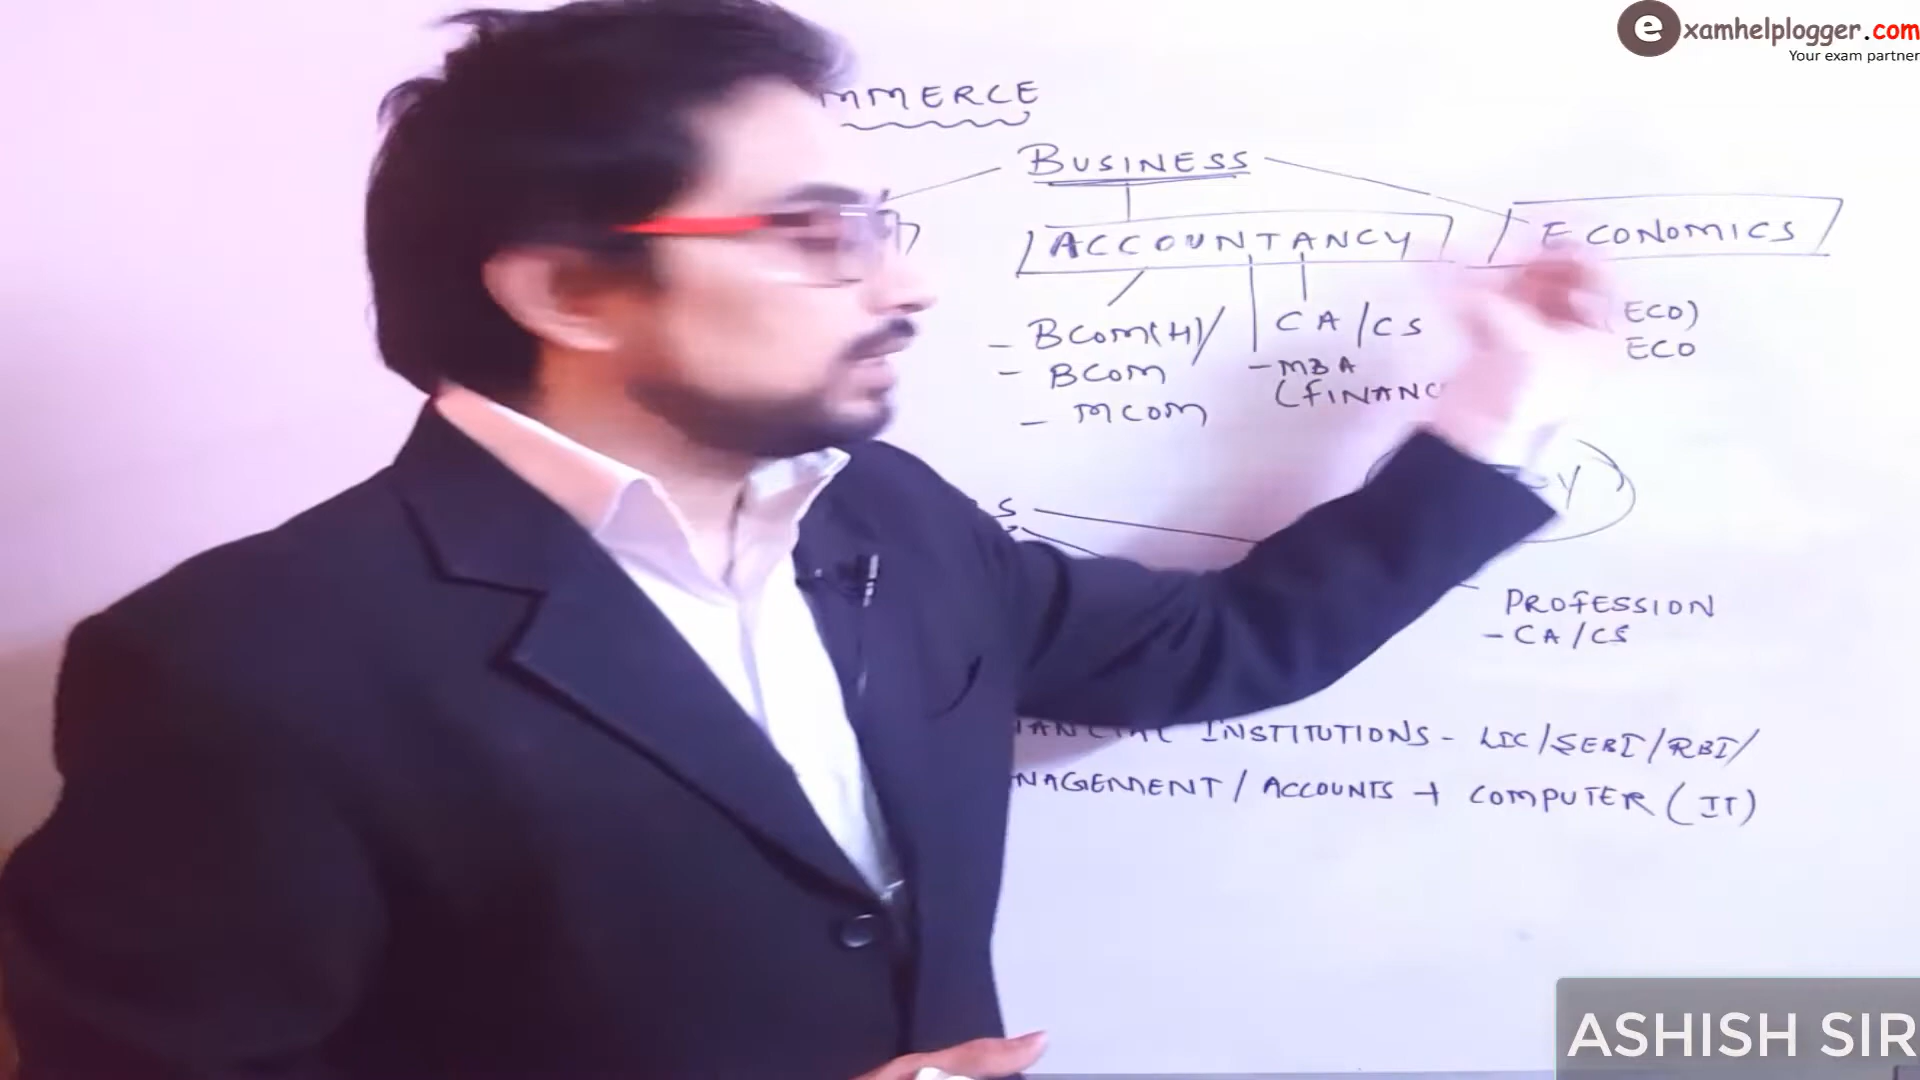 examhelplogger.com
Your exam partner
MMERCE
BUSINESS
ACCOUNTANCY
ECONOMICS
- BCOM(H)/
CA/CS
ECO)
- BCOM
- MBA
ECO
- MCOM
(FINANC
S
Y
PROFESSION
- CA/CS
INSTITUTIONS - LIC/SEBI/RBI/
NAGEMENT / ACCOUNTS + COMPUTER (IT)
ASHISH SIR